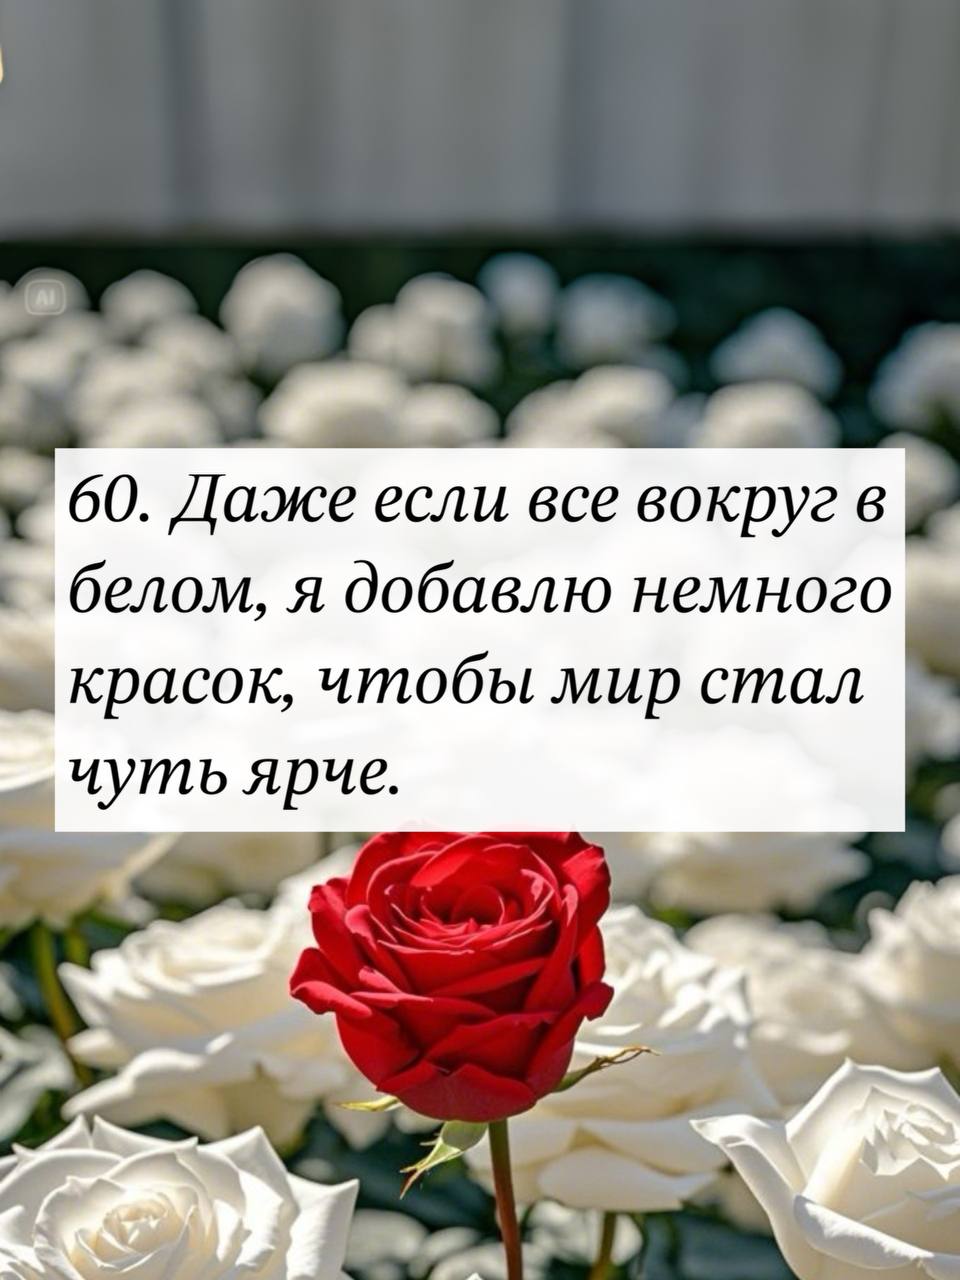 AI
60. Даже если все вокруг в
белом, я добавлю немного
красок, чтобы мир стал
чуть ярче.